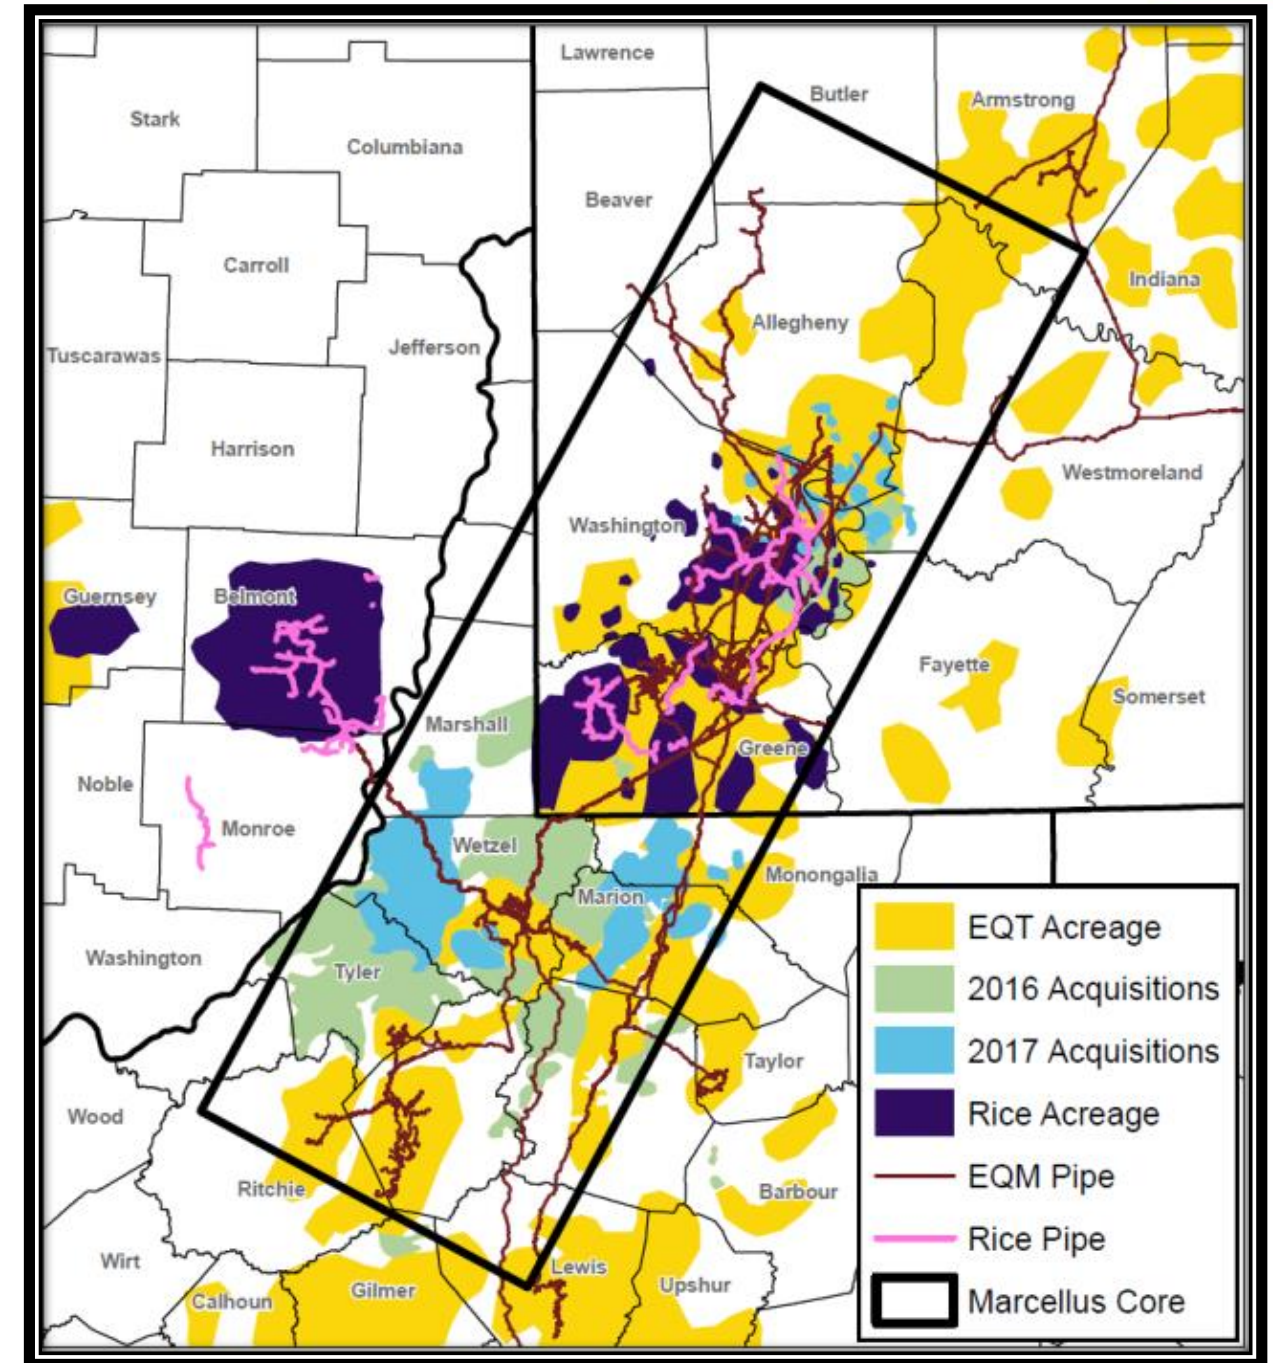 Lawrence
Butler
Armstrong
Stark
Columbiana
Beaver
Carroll
Indiana
Allegheny
Tuscarawas
Jefferson
Harrison
Westmoreland
Washington
Guernsey
Belmont
Fayette
Somerset
Marshall
Greene
Noble
Monroe
Wetzel
Monongalia
Marion
Washington
Tyler
Taylor
Wood
Ritchie
Barbour
Wirt
Lewis
Upshur
Gilmer
Calhoun
EQT Acreage
2016 Acquisitions
2017 Acquisitions
Rice Acreage
EQM Pipe
Rice Pipe
Marcellus Core